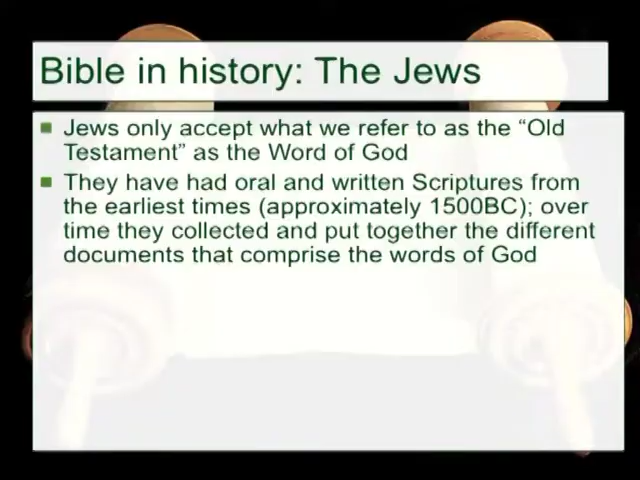 Bible in history: The Jews
Jews only accept what we refer to as the “Old
Testament” as the Word of God
They have had oral and written Scriptures from
the earliest times (approximately 1500BC); over
time they collected and put together the different
documents that comprise the words of God